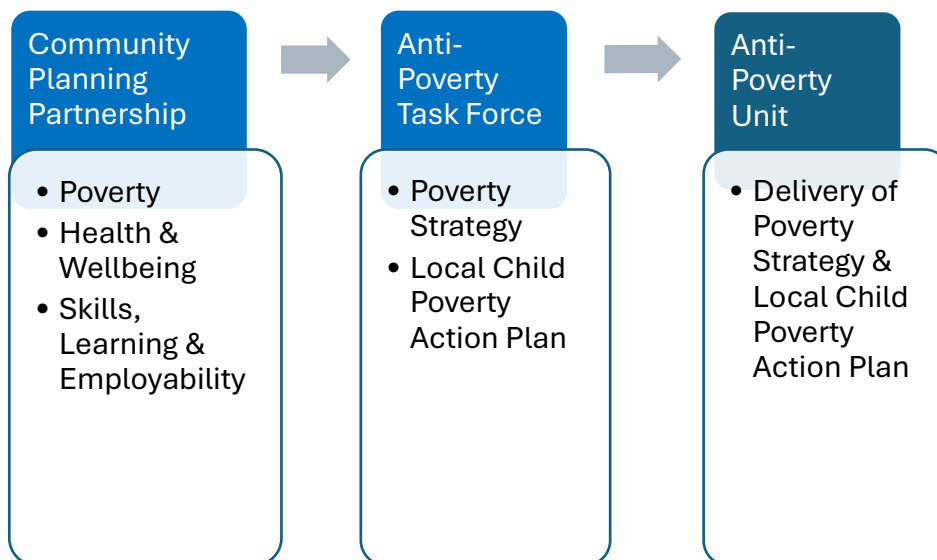 Community
Planning
Partnership
• Poverty
• Health &
Wellbeing
• Skills,
Learning &
Employability
Anti-
Poverty
Task Force
• Poverty
Strategy
• Local Child
Poverty
Action Plan
Anti-
Poverty
Unit
• Delivery of
Poverty
Strategy &
Local Child
Poverty
Action Plan